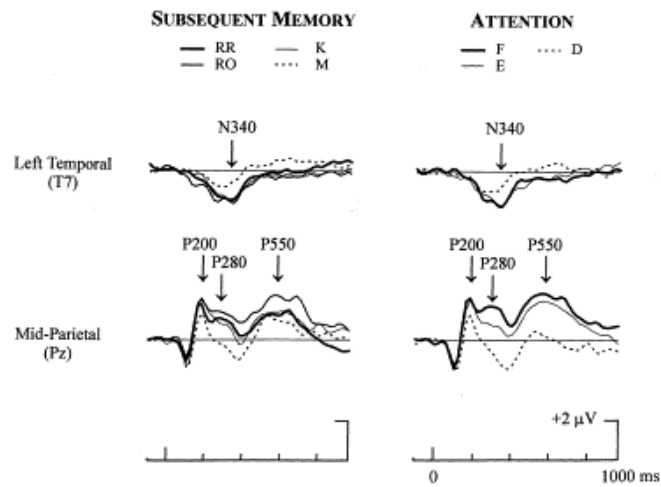 SUBSEQUENT MEMORY
RR K
RO M
ATTENTION
F D
E
Left Temporal
(T7)
N340
N340
Mid-Parietal
(Pz)
P200
P280
P550
P200
P280
P550
+2 μV
0 1000 ms